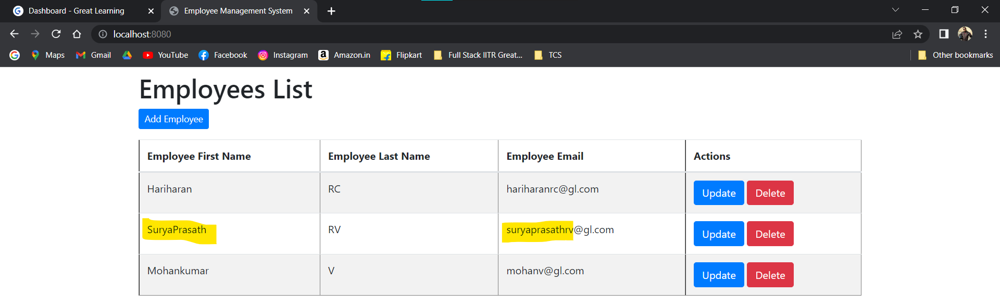 Dashboard - Great Learning Employee Management System
localhost:8080
Maps Gmail YouTube Facebook Instagram Amazon.in Flipkart Full Stack IITR Great... TCS Other bookmarks
Employees List
Add Employee
Employee First Name Employee Last Name Employee Email Actions
Hariharan RC hariharanrc@gl.com Update Delete
SuryaPrasath RV suryaprasathrv@gl.com Update Delete
Mohankumar V mohanv@gl.com Update Delete